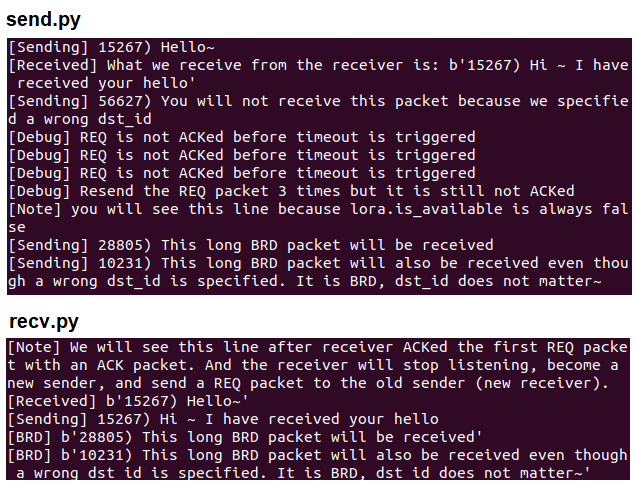 send.py
[Sending] 15267) Hello~
[Received] What we receive from the receiver is: b'15267) Hi ~ I have
 received your hello'
[Sending] 56627) You will not receive this packet because we specifie
d a wrong dst_id
[Debug] REQ is not ACKed before timeout is triggered
[Debug] REQ is not ACKed before timeout is triggered
[Debug] REQ is not ACKed before timeout is triggered
[Debug] Resend the REQ packet 3 times but it is still not ACKed
[Note] you will see this line because lora.is_available is always fal
se
[Sending] 28805) This long BRD packet will be received
[Sending] 10231) This long BRD packet will also be received even thou
gh a wrong dst_id is specified. It is BRD, dst_id does not matter~
recv.py
[Note] We will see this line after receiver ACKed the first REQ packe
t with an ACK packet. And the receiver will stop listening, become a
new sender, and send a REQ packet to the old sender (new receiver).
[Received] b'15267) Hello~'
[Sending] 15267) Hi ~ I have received your hello
[BRD] b'28805) This long BRD packet will be received'
[BRD] b'10231) This long BRD packet will also be received even though
 a wrong dst_id is specified. It is BRD, dst_id does not matter~'